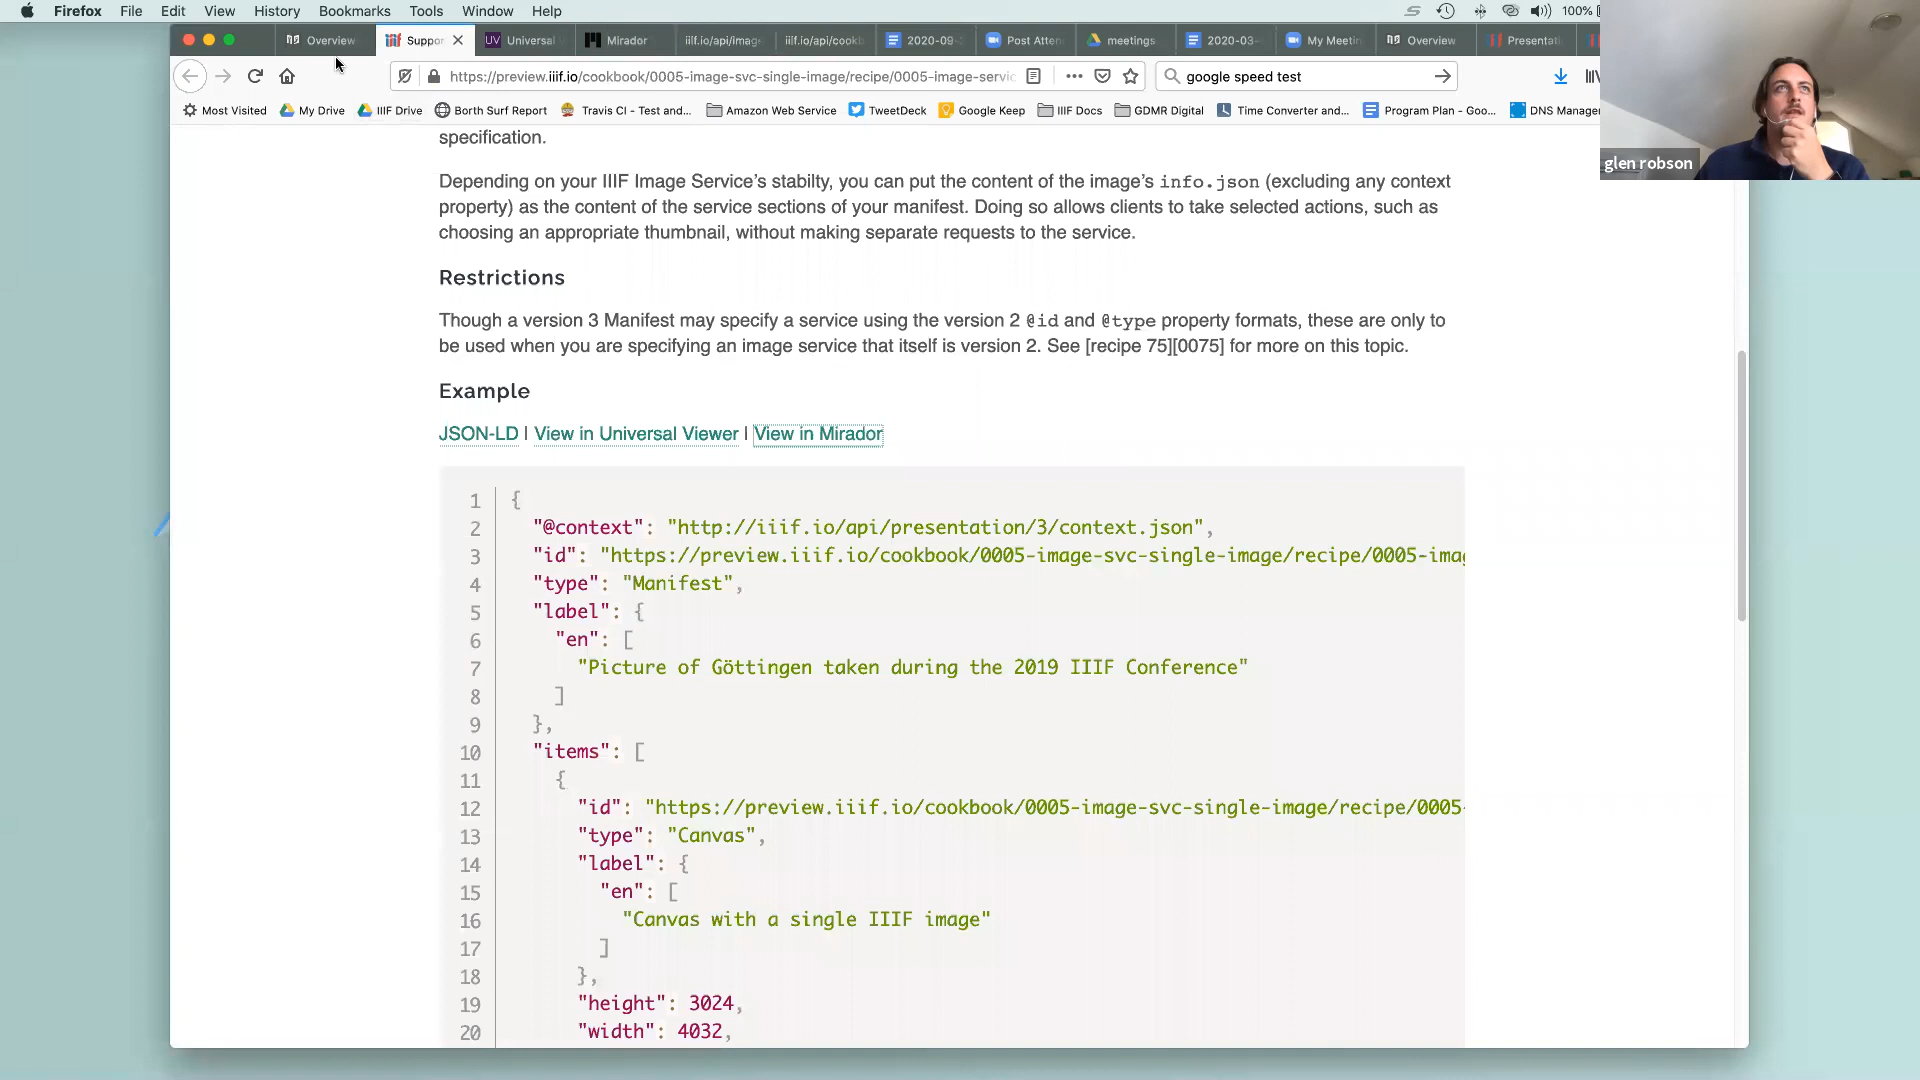 Firefox File Edit View History Bookmarks Tools Window Help 100%
Overview Suppo Universal Mirador iiif.io/api/imag iiif.io/api/cookb 2020-09- Post Atten meetings 2020-03- My Meetin Overview Presentati
https://preview.iiif.io/cookbook/0005-image-svc-single-image/recipe/0005-image-servic google speed test
Most Visited My Drive IIIF Drive Borth Surf Report Travis CI - Test and... Amazon Web Service TweetDeck Google Keep IIIF Docs GDMR Digital Time Converter and... Program Plan - Goo... DNS Manage
glen robson
specification.
Depending on your IIIF Image Service's stabilty, you can put the content of the image's info.json (excluding any context
property) as the content of the service sections of your manifest. Doing so allows clients to take selected actions, such as
choosing an appropriate thumbnail, without making separate requests to the service.
Restrictions
Though a version 3 Manifest may specify a service using the version 2 @id and @type property formats, these are only to
be used when you are specifying an image service that itself is version 2. See [recipe 75][0075] for more on this topic.
Example
JSON-LD | View in Universal Viewer | View in Mirador
1 {
2 "@context": "http://iiif.io/api/presentation/3/context.json",
3 "id": "https://preview.iiif.io/cookbook/0005-image-svc-single-image/recipe/0005-imag
4 "type": "Manifest",
5 "label": {
6 "en": [
7 "Picture of Göttingen taken during the 2019 IIIF Conference"
8 ]
9 },
10 "items": [
11 {
12 "id": "https://preview.iiif.io/cookbook/0005-image-svc-single-image/recipe/0005-
13 "type": "Canvas",
14 "label": {
15 "en": [
16 "Canvas with a single IIIF image"
17 ]
18 },
19 "height": 3024,
20 "width": 4032,